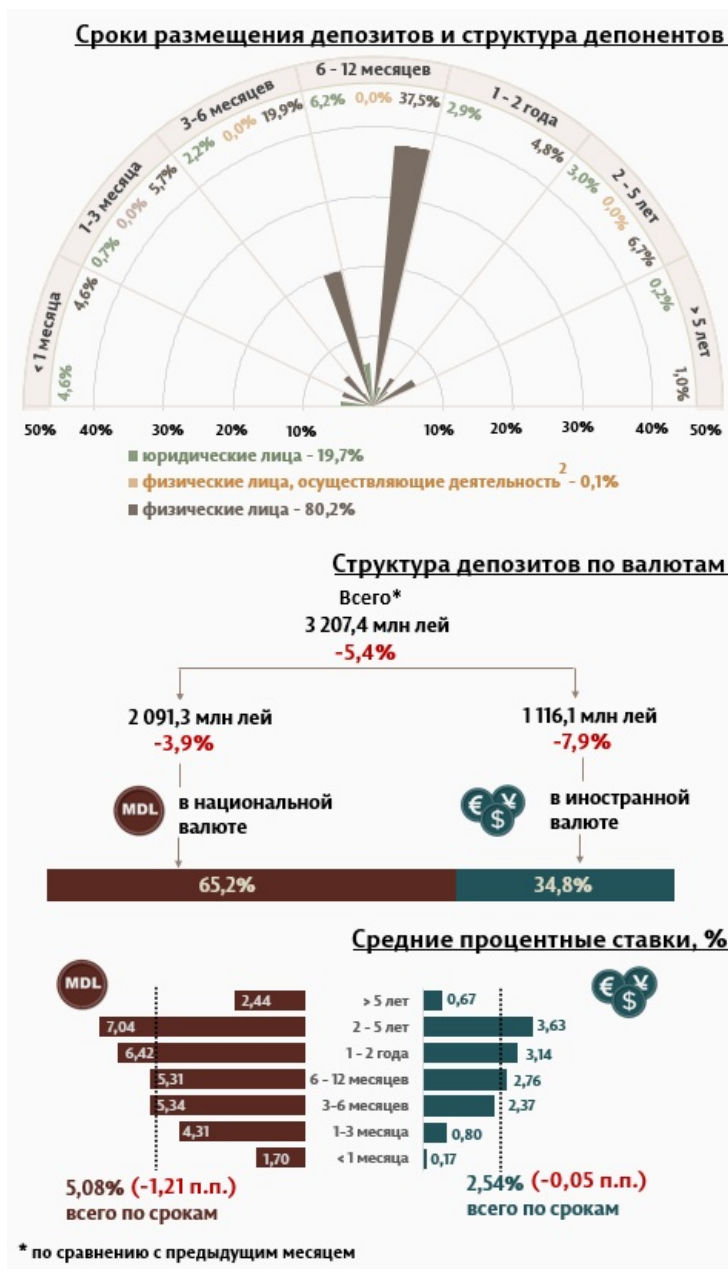 Сроки размещения депозитов и структура депонентов
< 1 месяца
1-3 месяца
3-6 месяцев
6 - 12 месяцев
1 - 2 года
2 - 5 лет
> 5 лет
4,6%
4,6%
0,7%
0,0%
5,7%
2,2%
0,0%
19,9%
6,2%
0,0%
37,5%
2,9%
4,8%
3,0%
0,0%
6,7%
0,2%
1,0%
50% 40% 30% 20% 10% 10% 20% 30% 40% 50%
юридические лица - 19,7%
физические лица, осуществляющие деятельность2 - 0,1%
физические лица - 80,2%
Структура депозитов по валютам
Всего*
3 207,4 млн лей
-5,4%
2 091,3 млн лей
-3,9%
1 116,1 млн лей
-7,9%
MDL
в национальной
валюте
€ ¥ $
в иностранной
валюте
65,2% 34,8%
Средние процентные ставки, %
MDL
€ ¥ $
2,44 > 5 лет 0,67
7,04 2 - 5 лет 3,63
6,42 1 - 2 года 3,14
5,31 6 - 12 месяцев 2,76
5,34 3-6 месяцев 2,37
4,31 1-3 месяца 0,80
1,70 < 1 месяца 0,17
5,08% (-1,21 п.п.)
всего по срокам
2,54% (-0,05 п.п.)
всего по срокам
* по сравнению с предыдущим месяцем